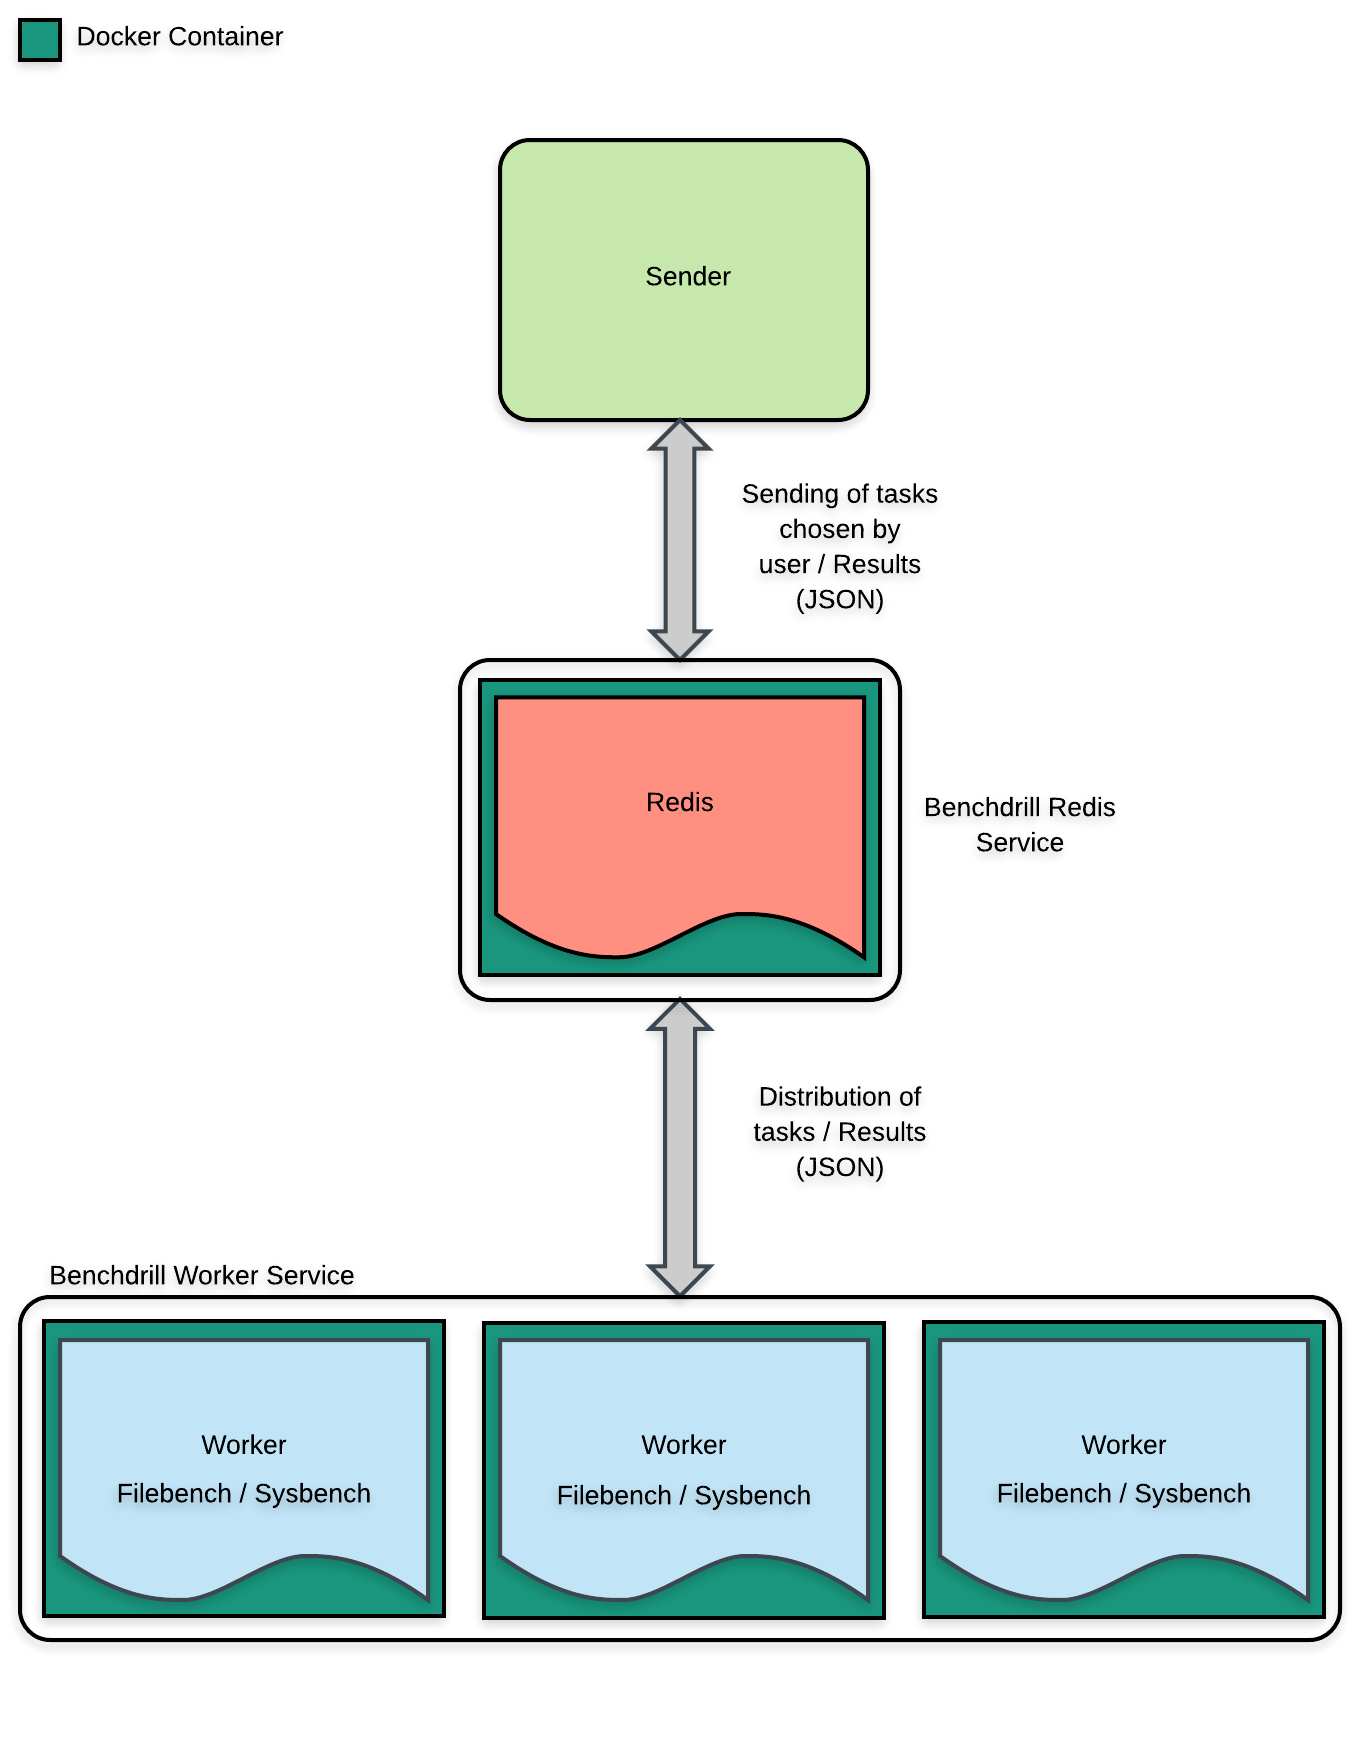 Docker Container
Sender
Sending of tasks
chosen by
user / Results
(JSON)
Redis
Benchdrill Redis
Service
Distribution of
tasks / Results
(JSON)
Benchdrill Worker Service
Worker
Filebench / Sysbench
Worker
Filebench / Sysbench
Worker
Filebench / Sysbench